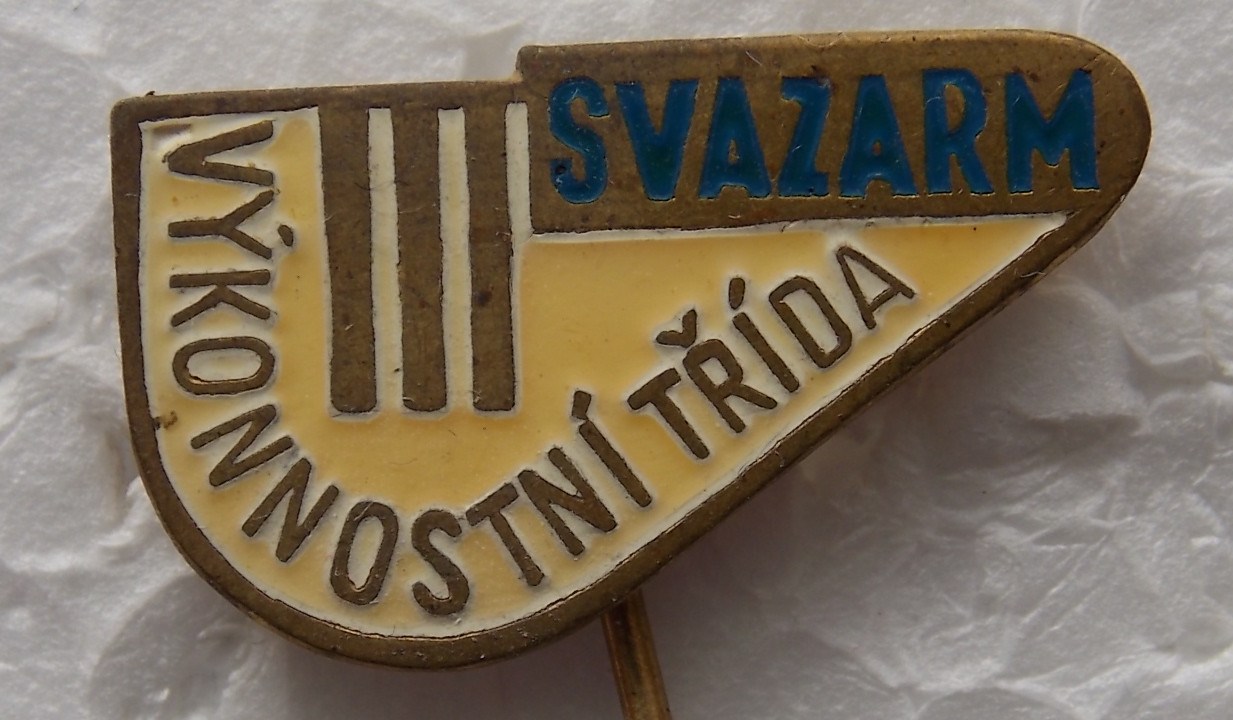 SVAZARM
III
VÝKONNOSTNÍ TŘÍDA